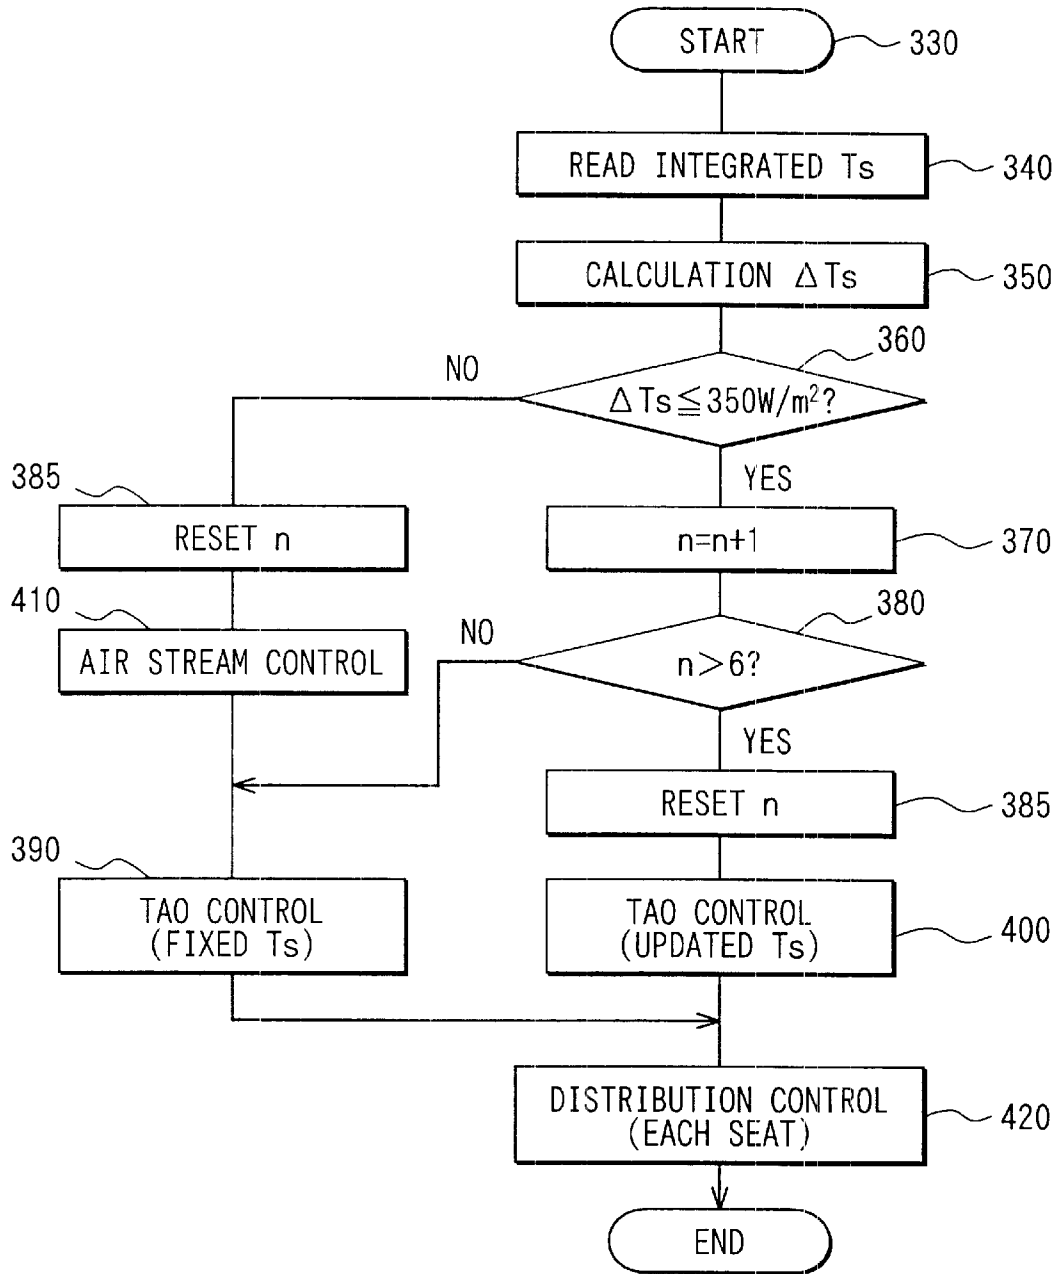 START
330
READ INTEGRATED Ts
340
CALCULATION ΔTs
350
360
NO
ΔTs≦350W/m²?
YES
385
RESET n
n=n+1
370
410
AIR STREAM CONTROL
380
NO
n>6?
YES
RESET n
385
390
TAO CONTROL
(FIXED Ts)
TAO CONTROL
(UPDATED Ts)
400
DISTRIBUTION CONTROL
(EACH SEAT)
420
END